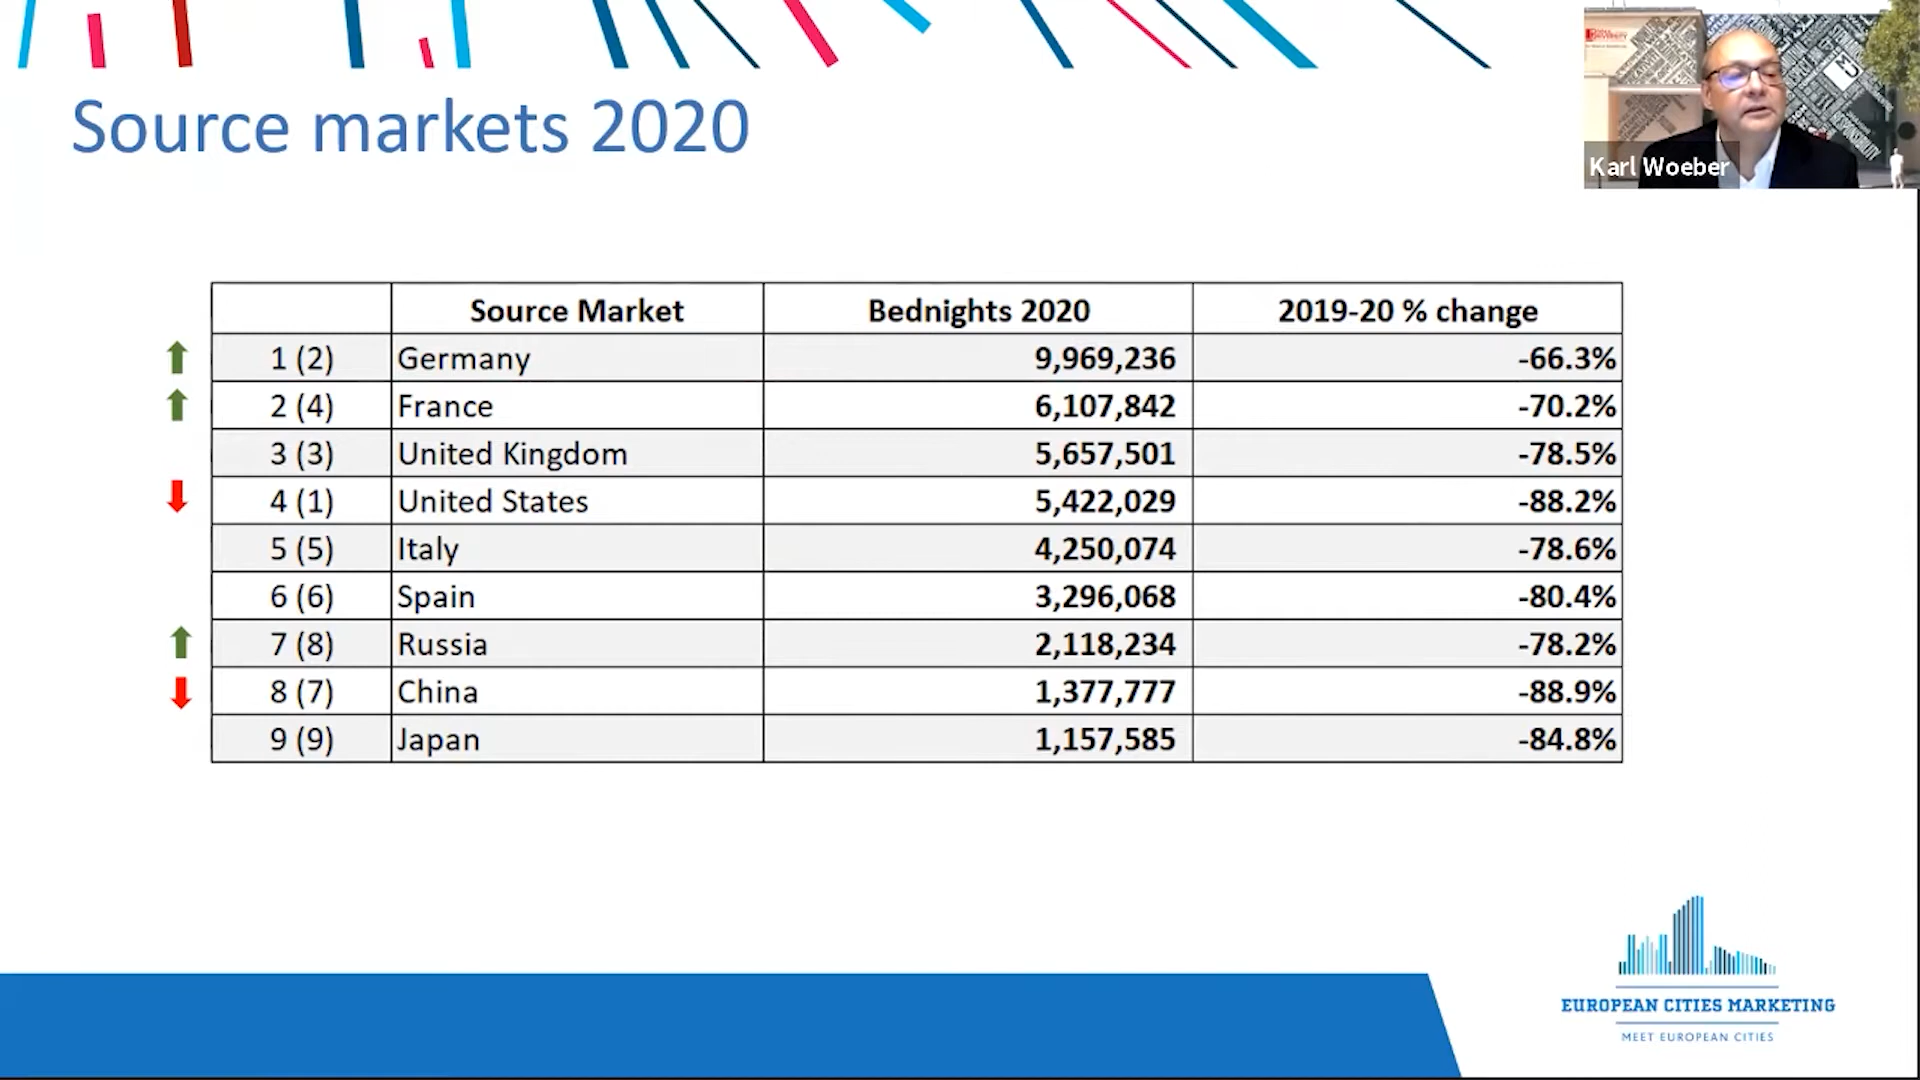 Source markets 2020
Karl Woeber
Source Market Bednights 2020 2019-20 % change
1 (2) Germany 9,969,236 -66.3%
2 (4) France 6,107,842 -70.2%
3 (3) United Kingdom 5,657,501 -78.5%
4 (1) United States 5,422,029 -88.2%
5 (5) Italy 4,250,074 -78.6%
6 (6) Spain 3,296,068 -80.4%
7 (8) Russia 2,118,234 -78.2%
8 (7) China 1,377,777 -88.9%
9 (9) Japan 1,157,585 -84.8%
EUROPEAN CITIES MARKETING
MEET EUROPEAN CITIES